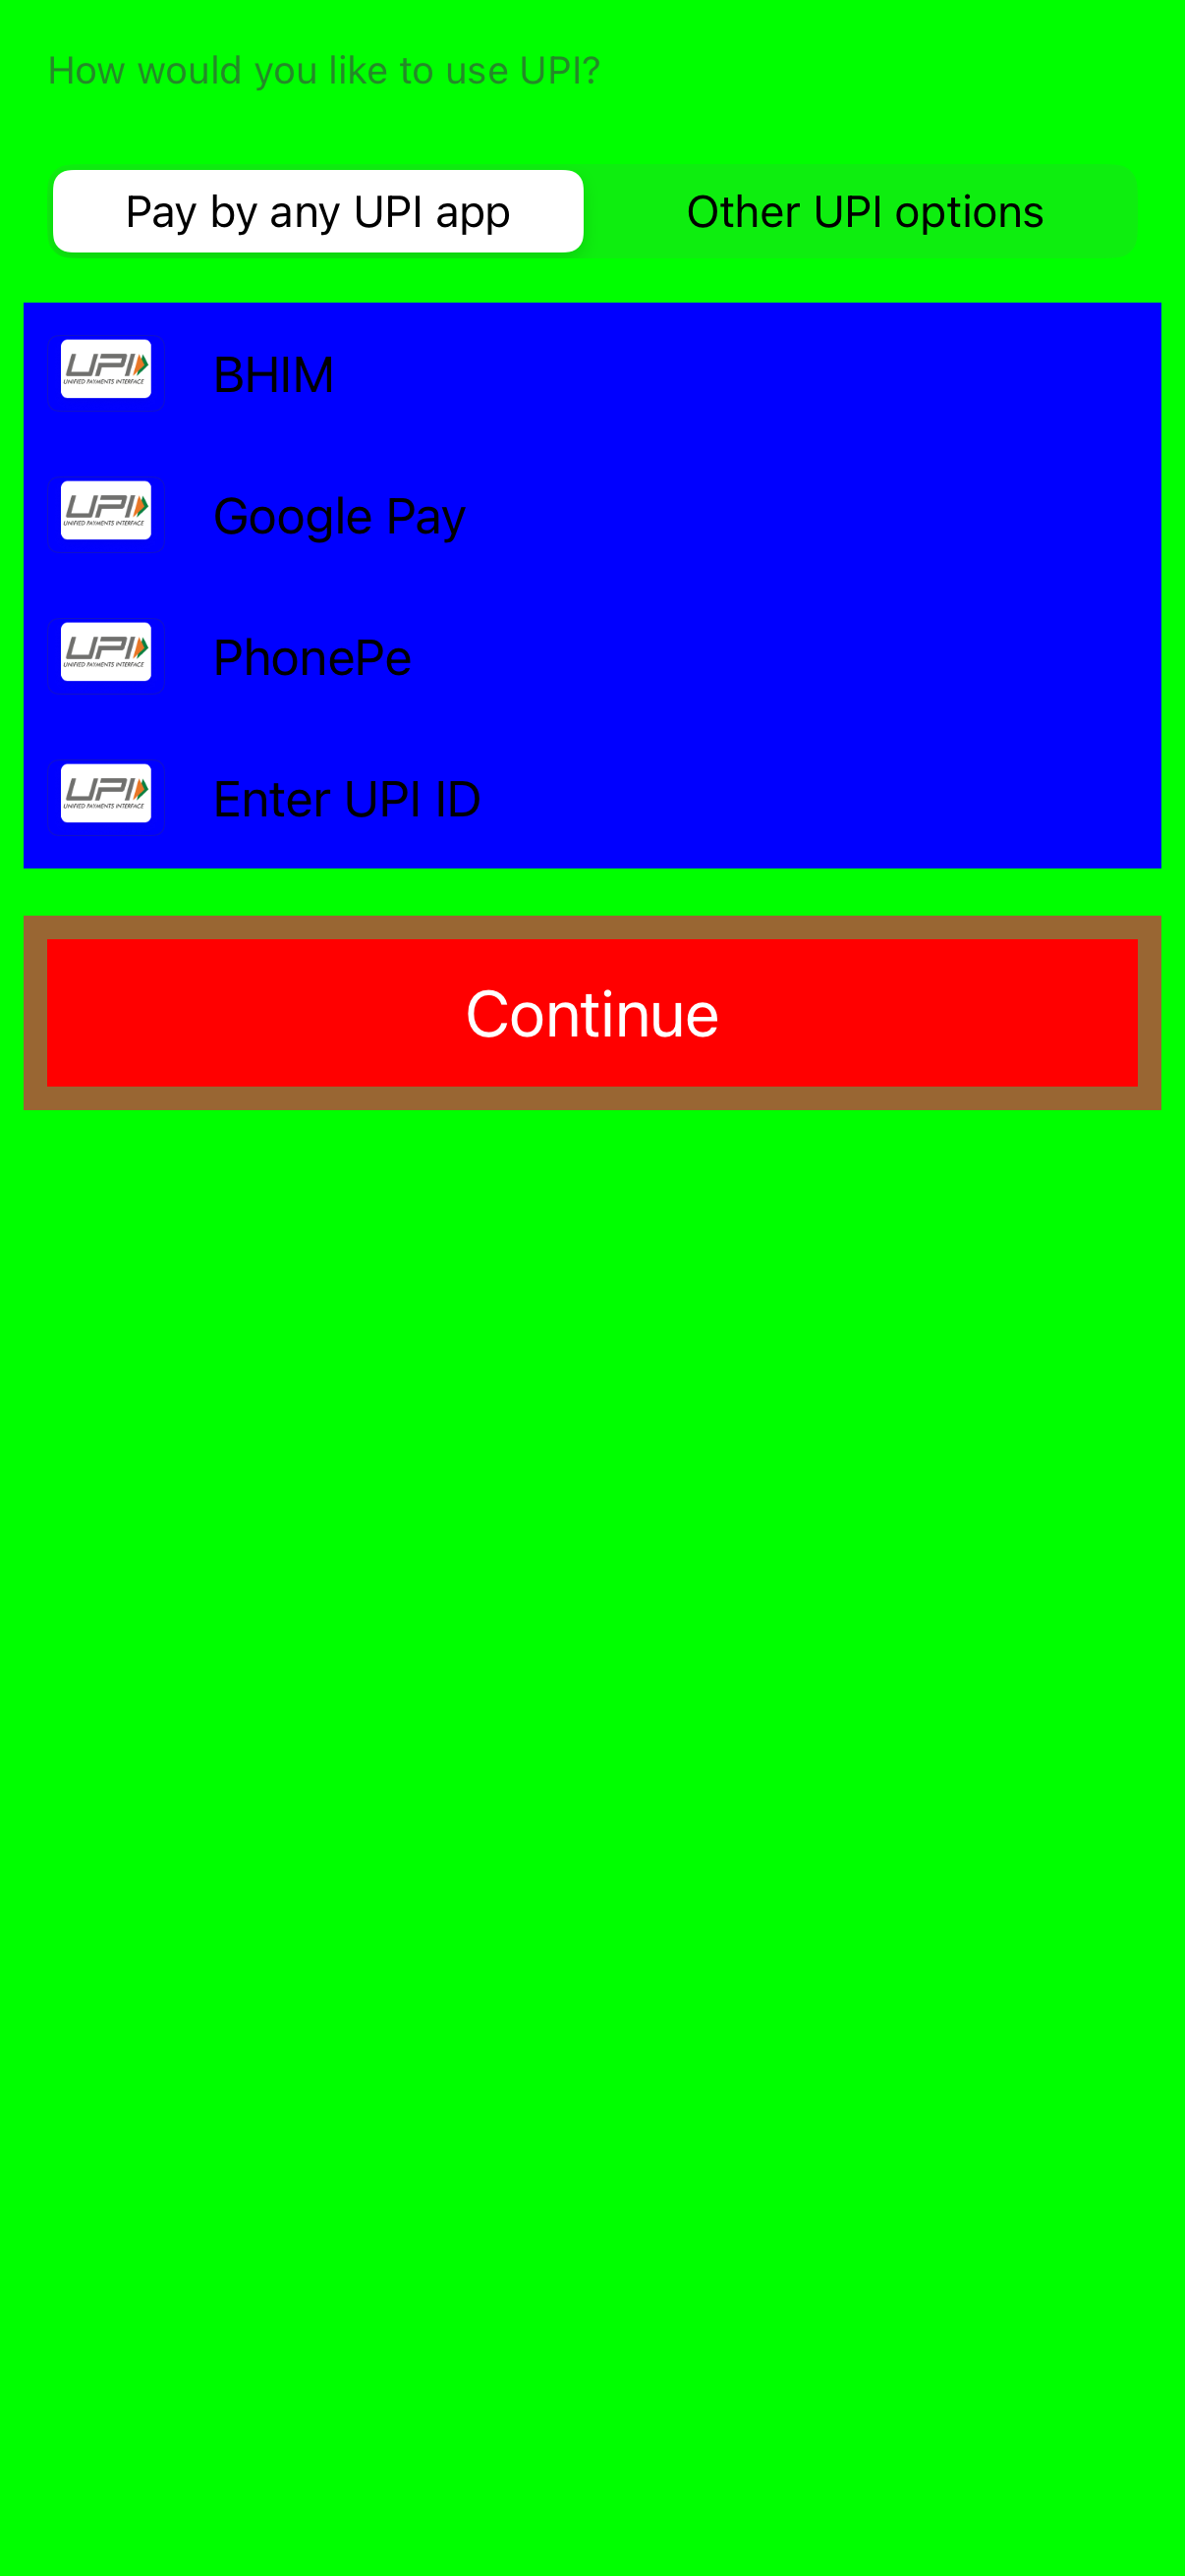 How would you like to use UPI?
Pay by any UPI app
Other UPI options
UPI
UNIFIED PAYMENTS INTERFACE
BHIM
UPI
UNIFIED PAYMENTS INTERFACE
Google Pay
UPI
UNIFIED PAYMENTS INTERFACE
PhonePe
UPI
UNIFIED PAYMENTS INTERFACE
Enter UPI ID
Continue